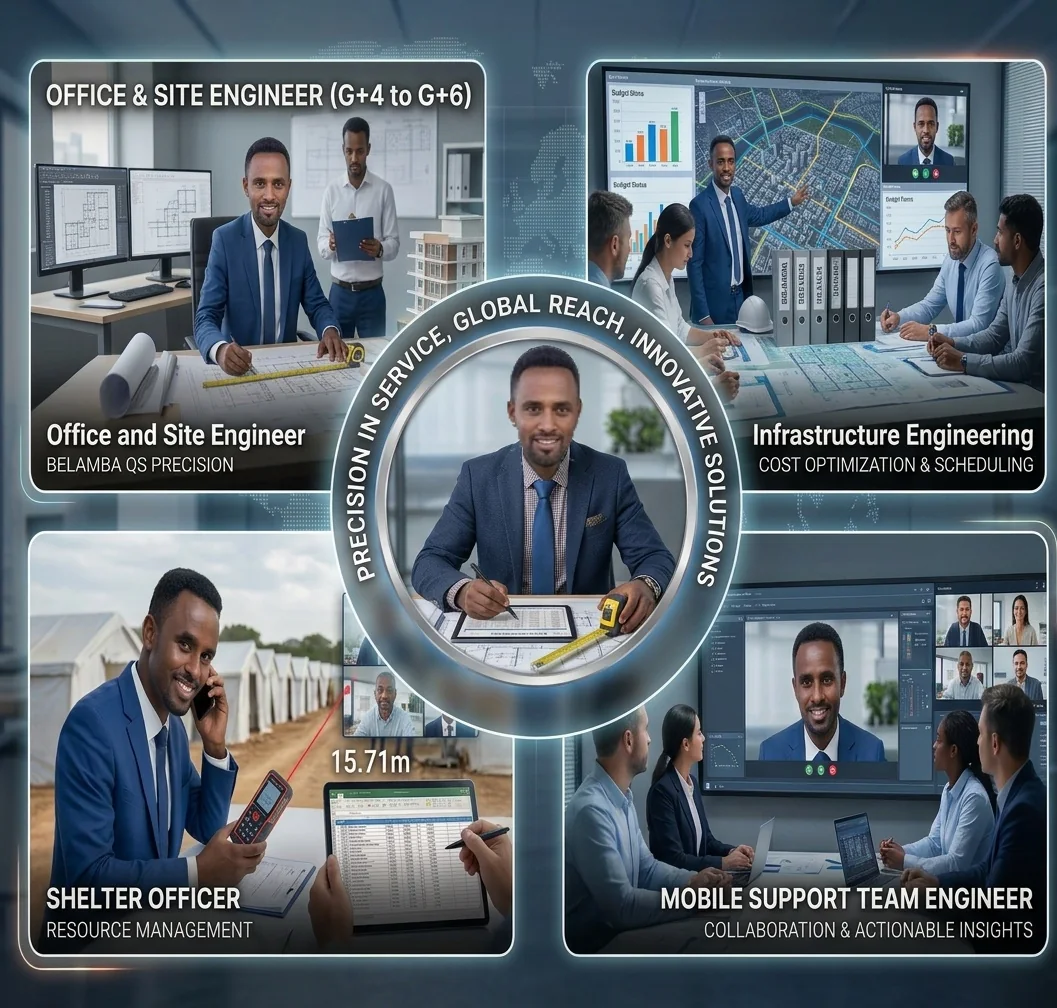 OFFICE & SITE ENGINEER (G+4 to G+6)
Office and Site Engineer
BELAMBA QS PRECISION
Infrastructure Engineering
COST OPTIMIZATION & SCHEDULING
PRECISION IN SERVICE, GLOBAL REACH, INNOVATIVE SOLUTIONS
15.71m
SHELTER OFFICER
RESOURCE MANAGEMENT
MOBILE SUPPORT TEAM ENGINEER
COLLABORATION & ACTIONABLE INSIGHTS